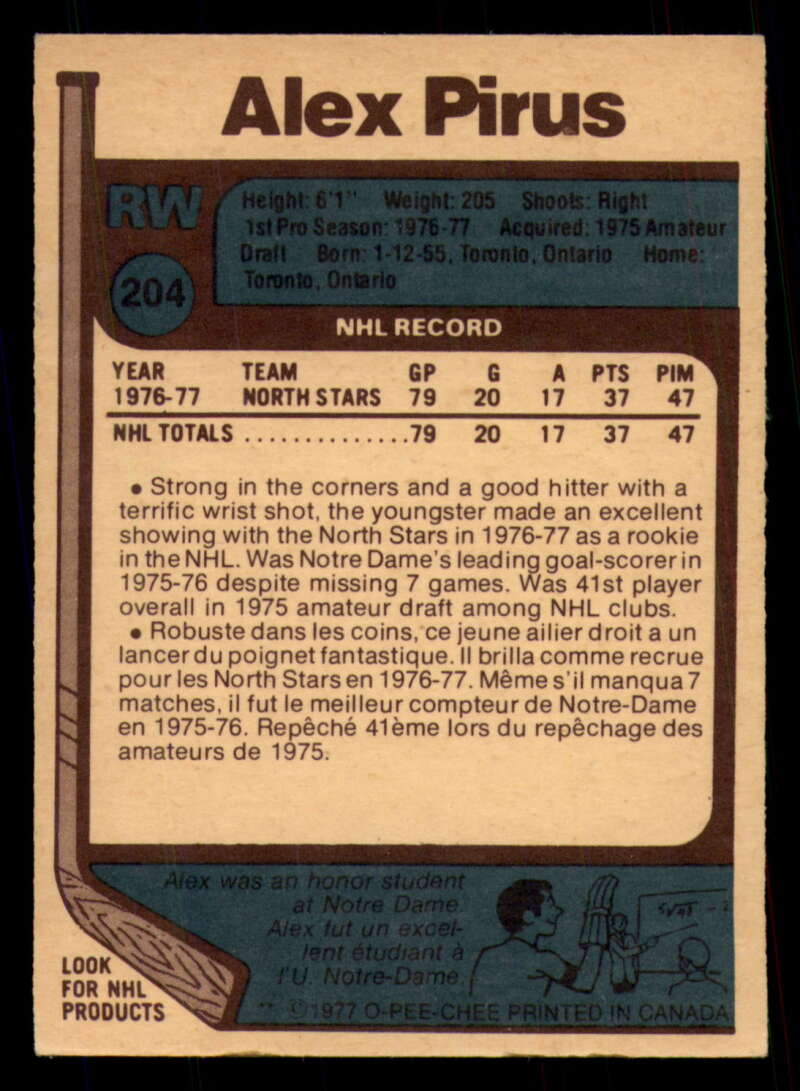 Alex Pirus
RW
204
Height: 6'1" Weight: 205 Shoots: Right
1st Pro Season: 1976-77 Acquired: 1975 Amateur
Draft Born: 1-12-55, Toronto, Ontario Home:
Toronto, Ontario
NHL RECORD
YEAR TEAM GP G A PTS PIM
1976-77 NORTH STARS 79 20 17 37 47
NHL TOTALS ..............79 20 17 37 47
• Strong in the corners and a good hitter with a
terrific wrist shot, the youngster made an excellent
showing with the North Stars in 1976-77 as a rookie
in the NHL. Was Notre Dame's leading goal-scorer in
1975-76 despite missing 7 games. Was 41st player
overall in 1975 amateur draft among NHL clubs.
• Robuste dans les coins, ce jeune ailier droit a un
lancer du poignet fantastique. Il brilla comme recrue
pour les North Stars en 1976-77. Même s'il manqua 7
matches, il fut le meilleur compteur de Notre-Dame
en 1975-76. Repêché 41ème lors du repêchage des
amateurs de 1975.
Alex was an honor student
at Notre Dame
Alex fut un excel-
lent étudiant à
l'U. Notre-Dame
LOOK
FOR NHL
PRODUCTS
** ©1977 O-PEE-CHEE PRINTED IN CANADA